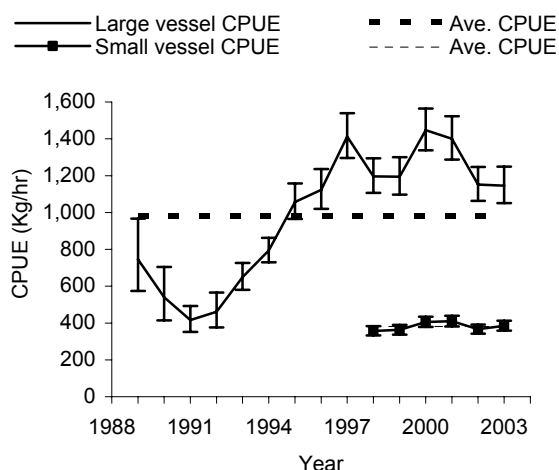 Large vessel CPUE Ave. CPUE
Small vessel CPUE Ave. CPUE
1,600
1,400
1,200
1,000
800
600
400
200
0
CPUE (Kg/hr)
1988 1991 1994 1997 2000 2003
Year